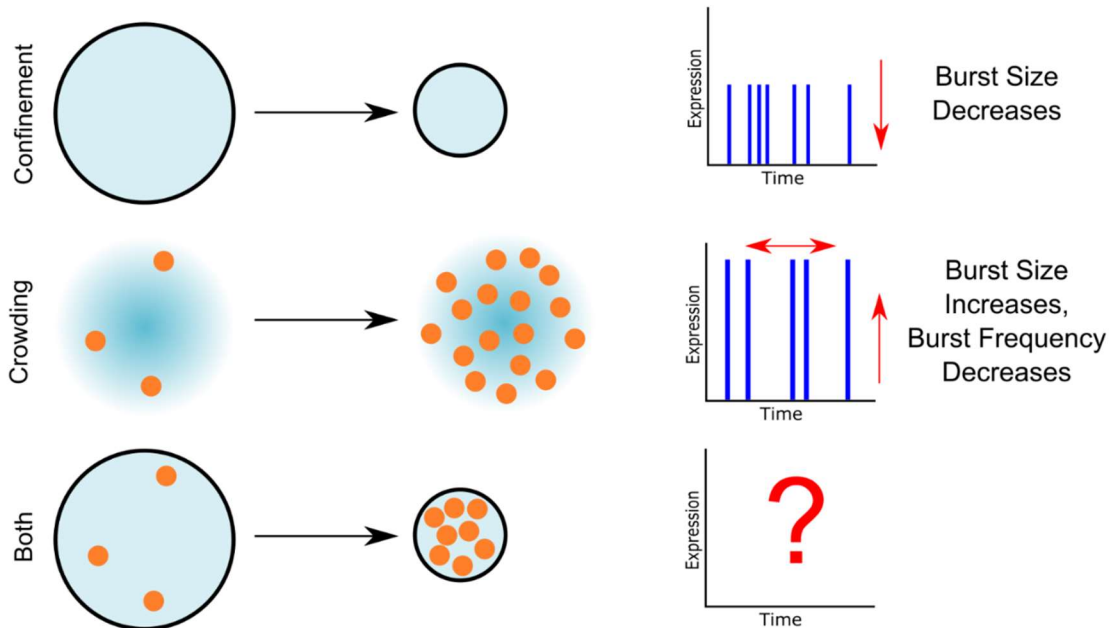 Confinement
Expression
Time
Burst Size
Decreases
Crowding
Expression
Time
Burst Size
Increases,
Burst Frequency
Decreases
Both
Expression
?
Time